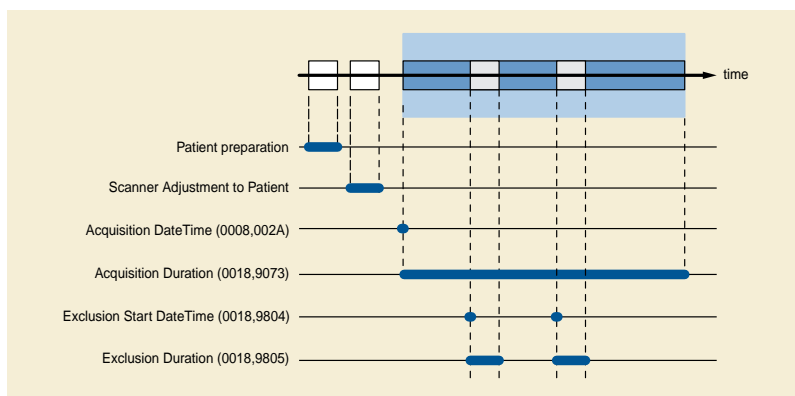 time
Patient preparation
Scanner Adjustment to Patient
Acquisition DateTime (0008,002A)
Acquisition Duration (0018,9073)
Exclusion Start DateTime (0018,9804)
Exclusion Duration (0018,9805)